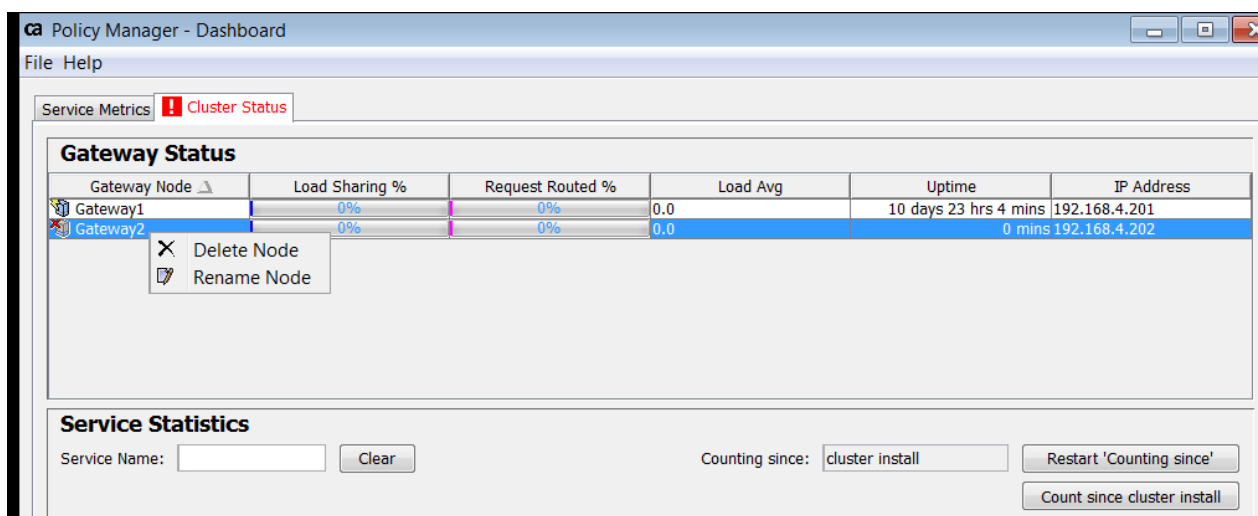 ca Policy Manager - Dashboard
File Help
Service Metrics ! Cluster Status
Gateway Status
Gateway Node Load Sharing % Request Routed % Load Avg Uptime IP Address
Gateway1 0% 0% 0.0 10 days 23 hrs 4 mins 192.168.4.201
Gateway2 0% 0% 0.0 0 mins 192.168.4.202
Delete Node
Rename Node
Service Statistics
Service Name: Clear Counting since: cluster install Restart 'Counting since'
Count since cluster install